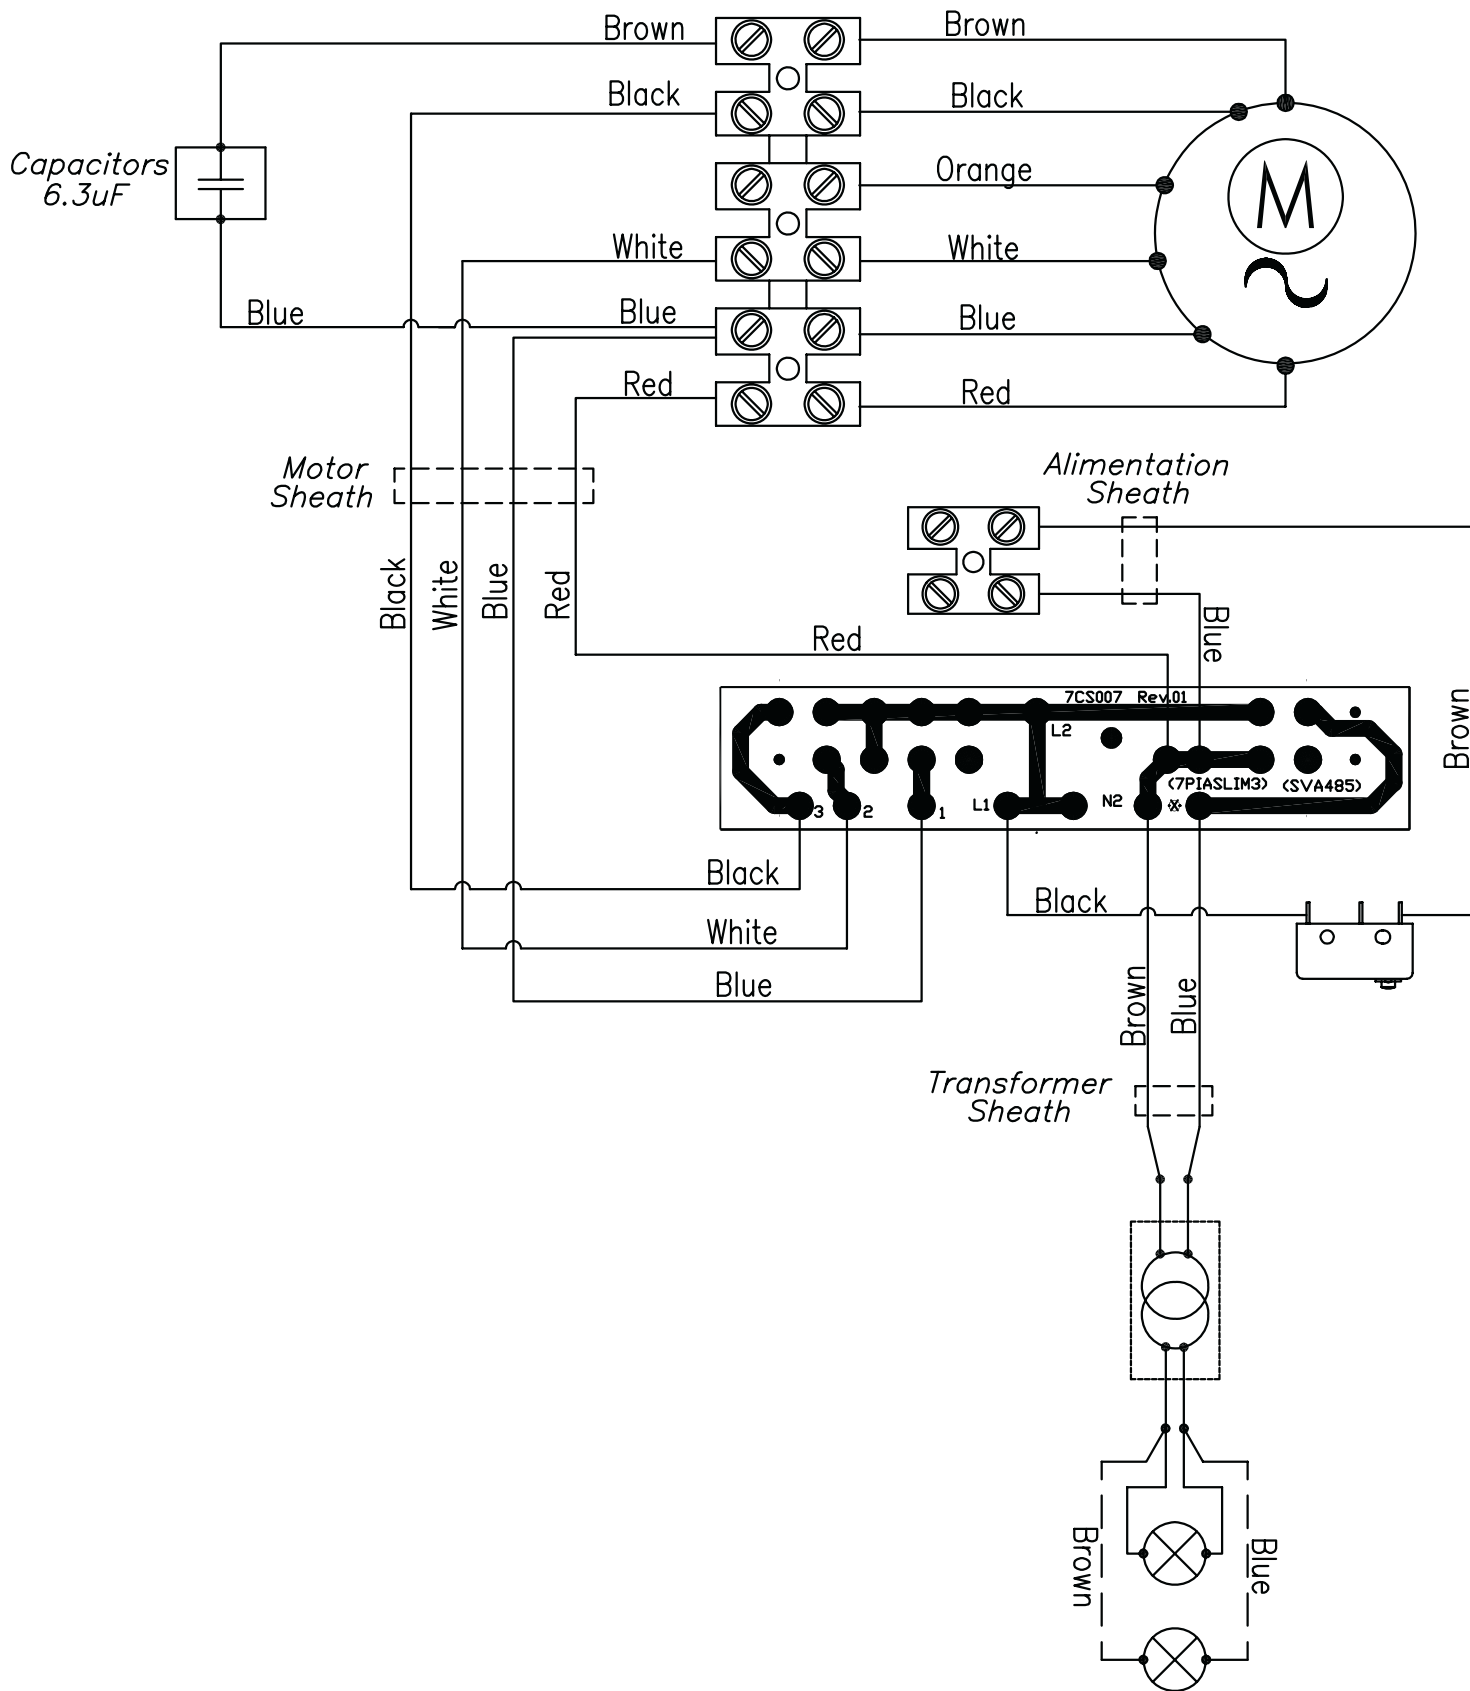 Brown
Brown
Black
Black
Capacitors
6.3uF
Orange
M
White
White
Blue
Blue
Blue
Red
Red
Motor
Sheath
Alimentation
Sheath
Black
White
Blue
Red
Red
Blue
Brown
7CS007 Rev.01
L2
(7PIASLIM3) (SVA485)
3
2
1
L1
N2
Black
Black
White
Blue
Brown
Blue
Transformer
Sheath
Brown
Blue